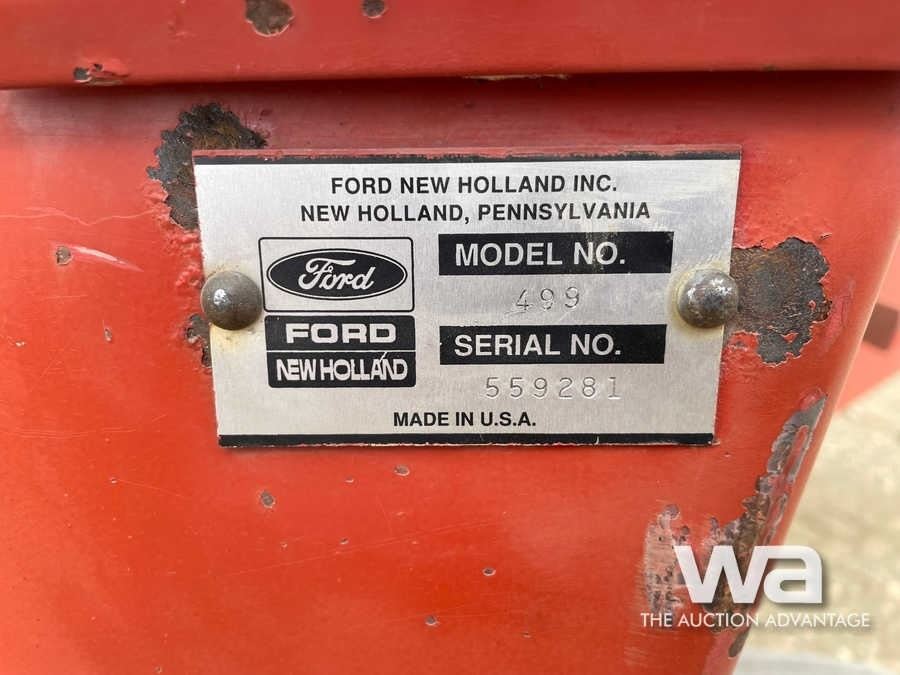 FORD NEW HOLLAND INC.
NEW HOLLAND, PENNSYLVANIA
Ford
FORD
NEW HOLLAND
MODEL NO.
499
SERIAL NO.
559281
MADE IN U.S.A.
wa
THE AUCTION ADVANTAGE